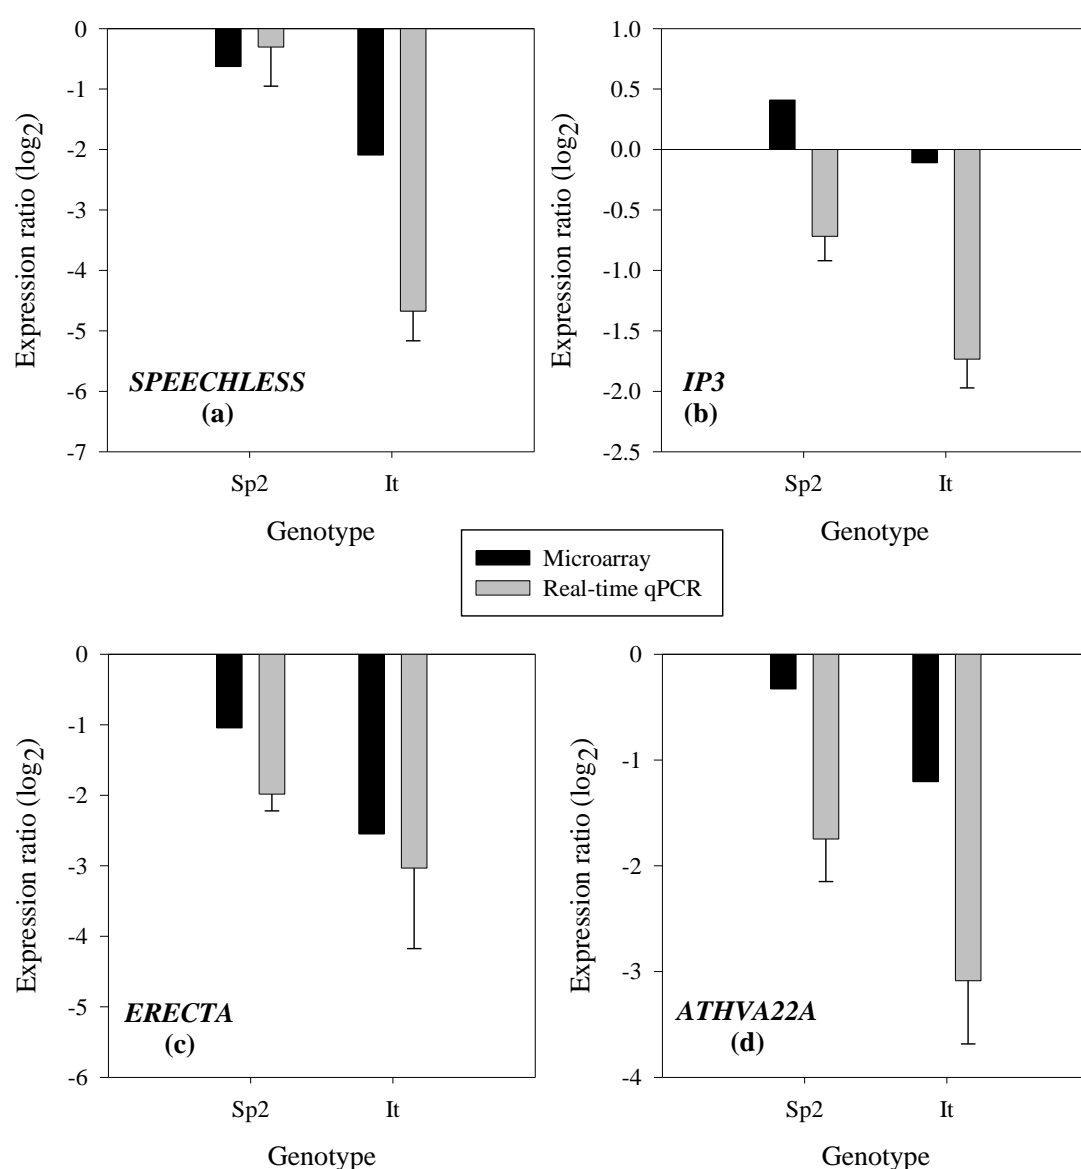 0
-1
-2
-3
-4
-5
-6
-7
Expression ratio (log2)
SPEECHLESS
(a)
Sp2 It
Genotype
1.0
0.5
0.0
-0.5
-1.0
-1.5
-2.0
-2.5
Expression ratio (log2)
IP3
(b)
Sp2 It
Genotype
Microarray
Real-time qPCR
0
-1
-2
-3
-4
-5
-6
Expression ratio (log2)
ERECTA
(c)
Sp2 It
Genotype
0
-1
-2
-3
-4
Expression ratio (log2)
ATHVA22A
(d)
Sp2 It
Genotype